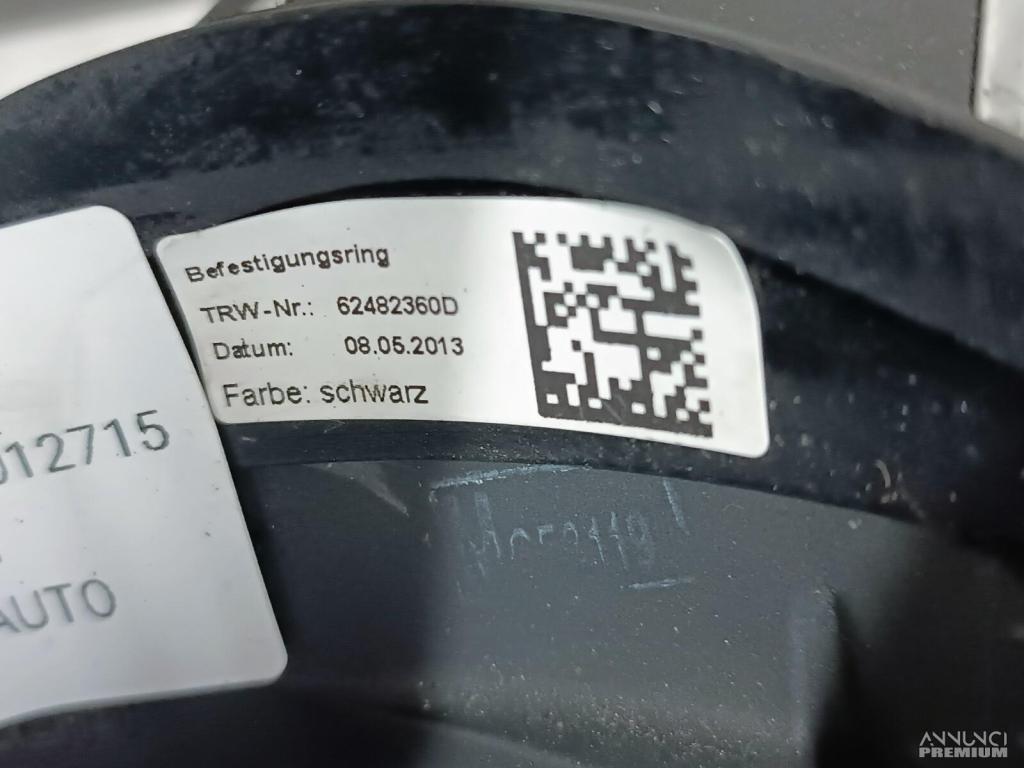 Befestigungsring
TRW-Nr.: 62482360D
Datum: 08.05.2013
Farbe: schwarz
012715
AUTO
ANNUNCI
PREMIUM